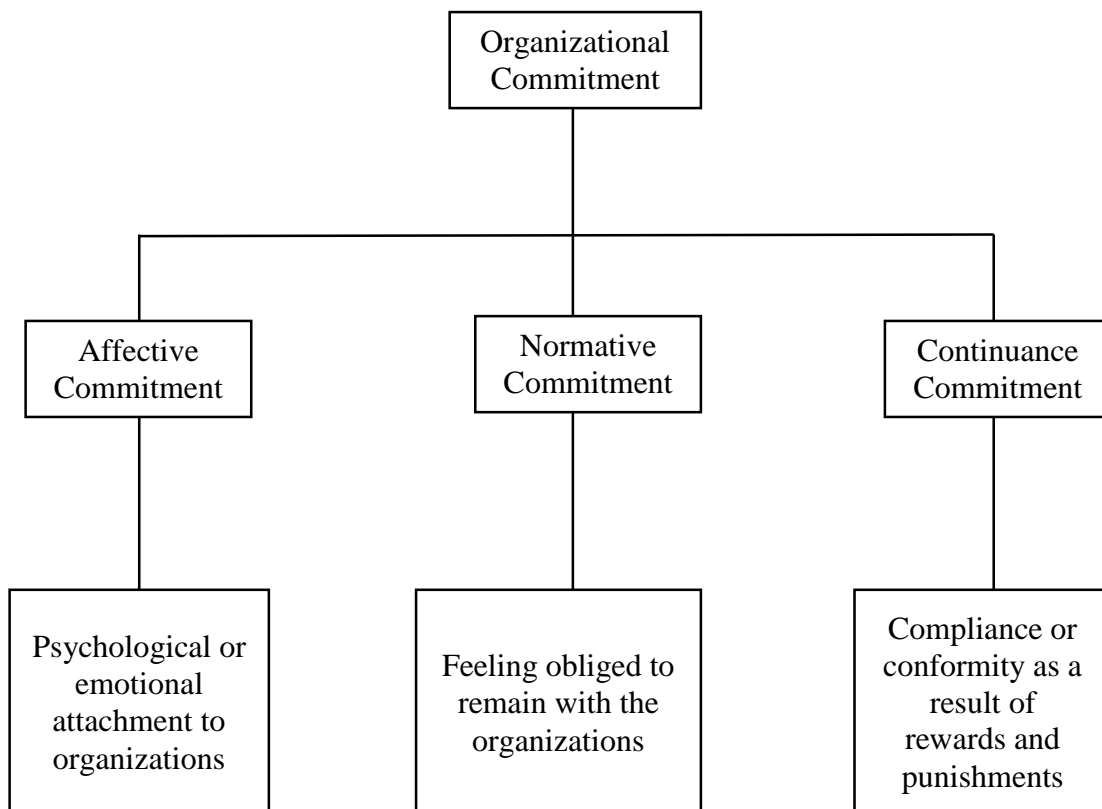 Organizational
Commitment
Affective
Commitment
Normative
Commitment
Continuance
Commitment
Psychological or
emotional
attachment to
organizations
Feeling obliged to
remain with the
organizations
Compliance or
conformity as a
result of
rewards and
punishments